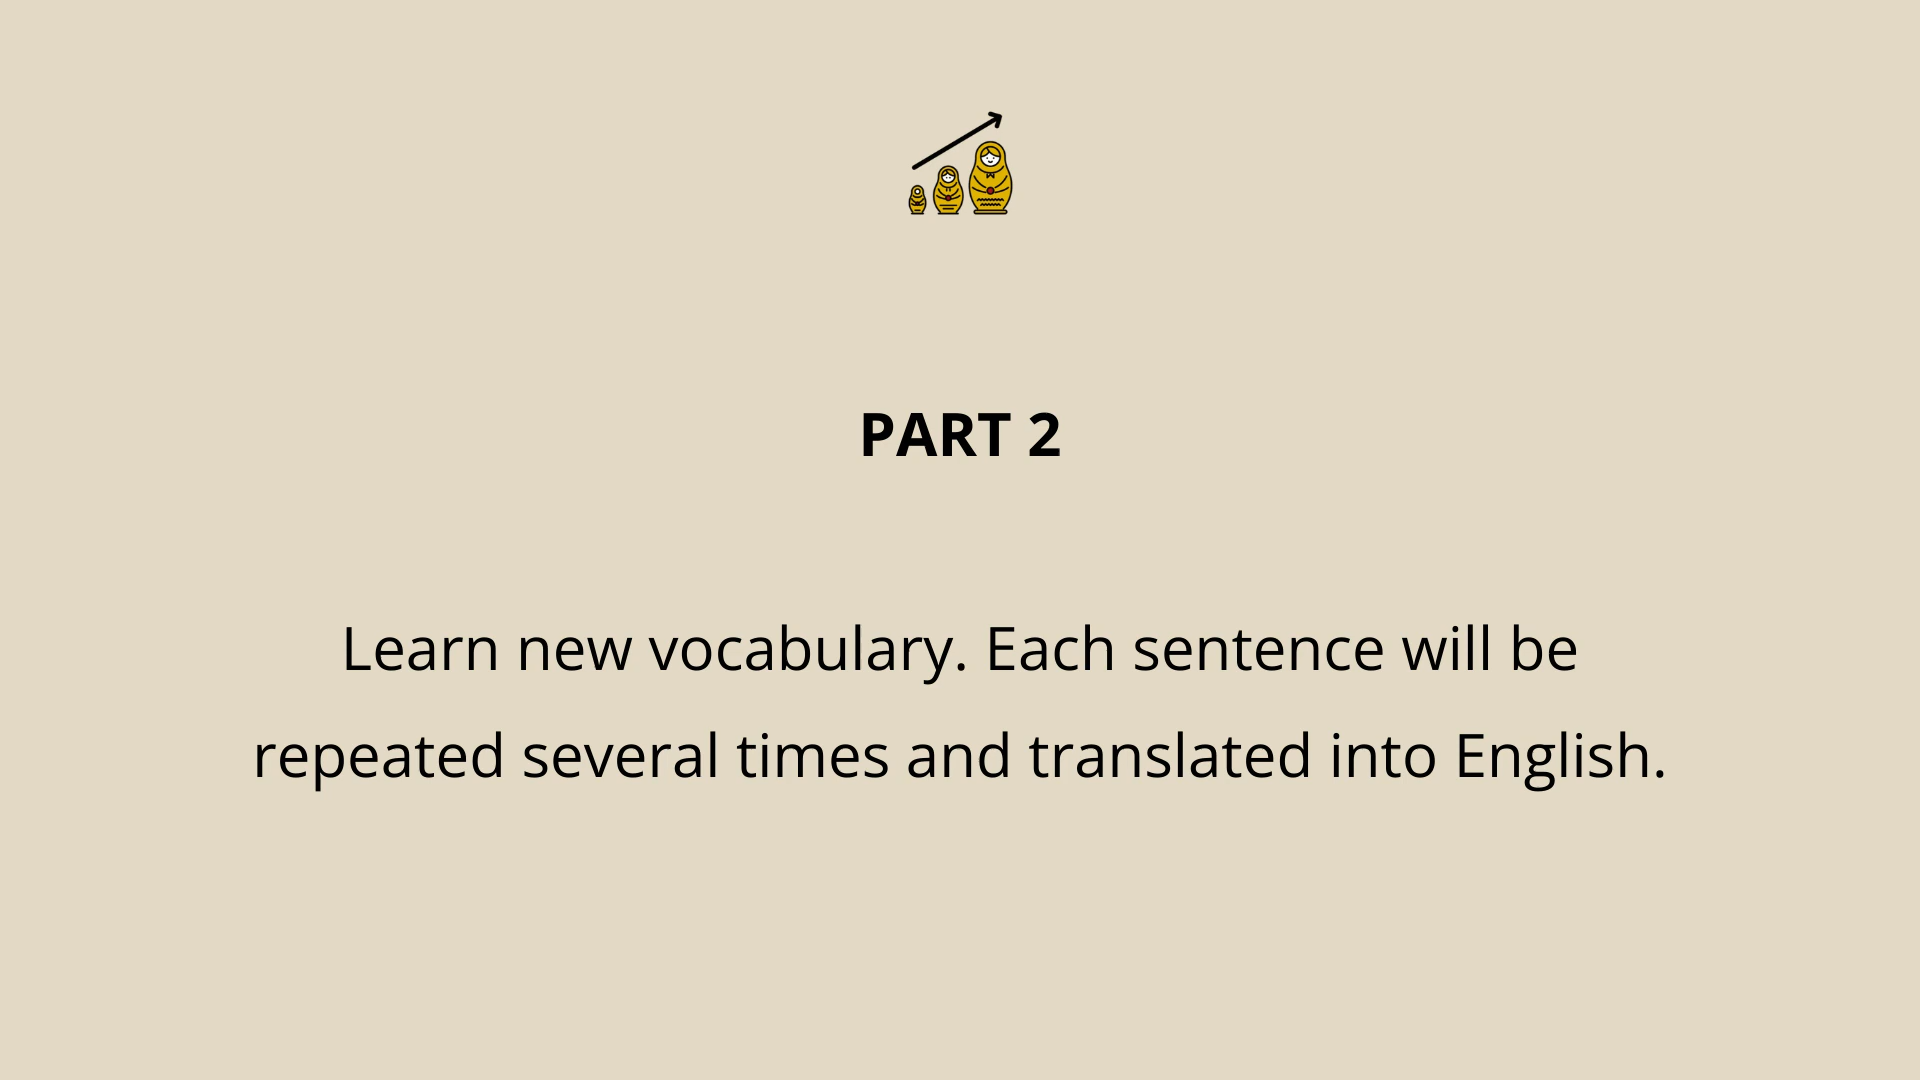 PART 2
Learn new vocabulary. Each sentence will be
repeated several times and translated into English.